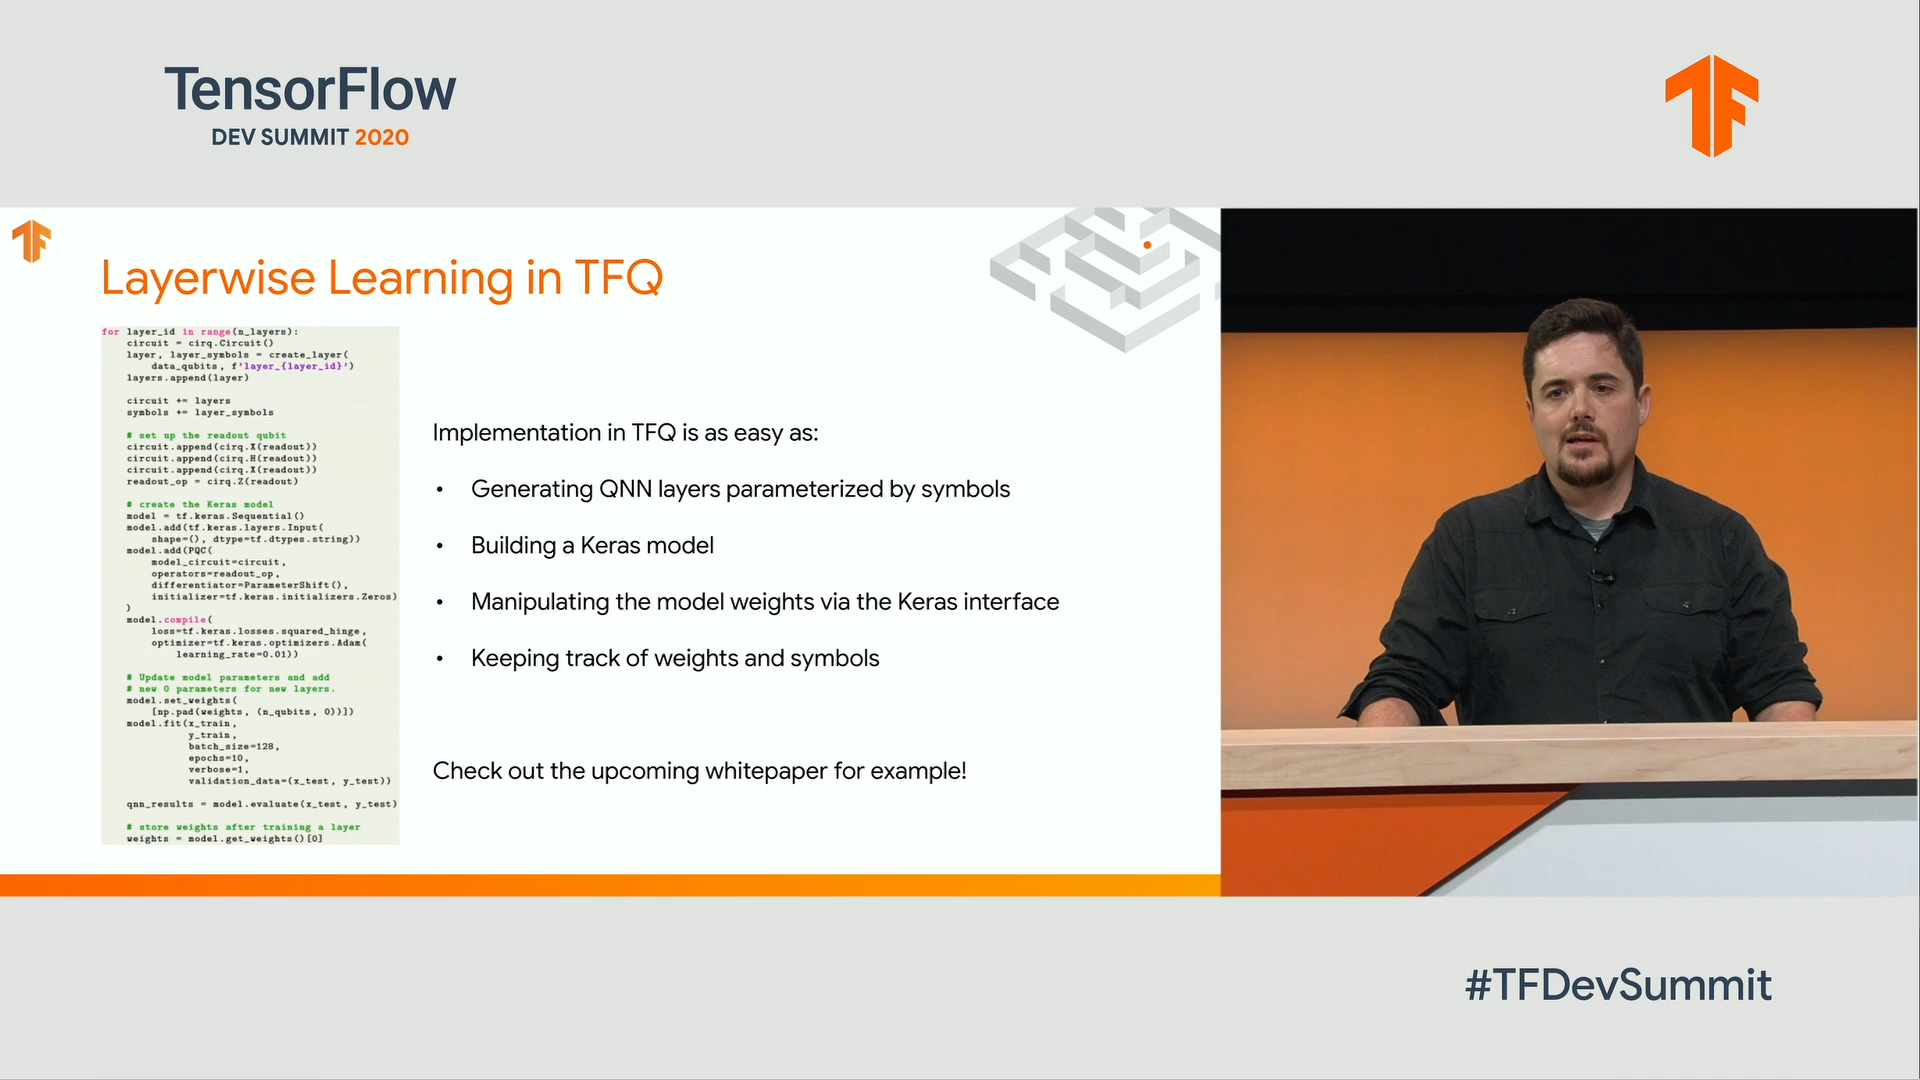 TensorFlow
DEV SUMMIT 2020
Layerwise Learning in TFQ
for layer_id in range(n_layers):
circuit = cirq.Circuit()
layer, layer_symbols = create_layer(
data_qubits, f'layer_{layer_id}')
layers.append(layer)
circuit += layers
symbols += layer_symbols
# set up the readout qubit
circuit.append(cirq.X(readout))
circuit.append(cirq.H(readout))
circuit.append(cirq.X(readout))
readout_op = cirq.Z(readout)
# create the Keras model
model = tf.keras.Sequential()
model.add(tf.keras.layers.Input(
shape=(), dtype=tf.dtypes.string))
model.add(PQC(
model_circuit=circuit,
operators=readout_op,
differentiator=ParameterShift(),
initializer=tf.keras.initializers.Zeros)
)
model.compile(
loss=tf.keras.losses.squared_hinge,
optimizer=tf.keras.optimizers.Adam(
learning_rate=0.01))
# Update model parameters and add
# new 0 parameters for new layers.
model.set_weights(
[np.pad(weights, (n_qubits, 0))])
model.fit(x_train,
y_train,
batch_size=128,
epochs=10,
verbose=1,
validation_data=(x_test, y_test))
qnn_results = model.evaluate(x_test, y_test)
# store weights after training a layer
weights = model.get_weights()[0]
Implementation in TFQ is as easy as:
• Generating QNN layers parameterized by symbols
• Building a Keras model
• Manipulating the model weights via the Keras interface
• Keeping track of weights and symbols
Check out the upcoming whitepaper for example!
#TFDevSummit